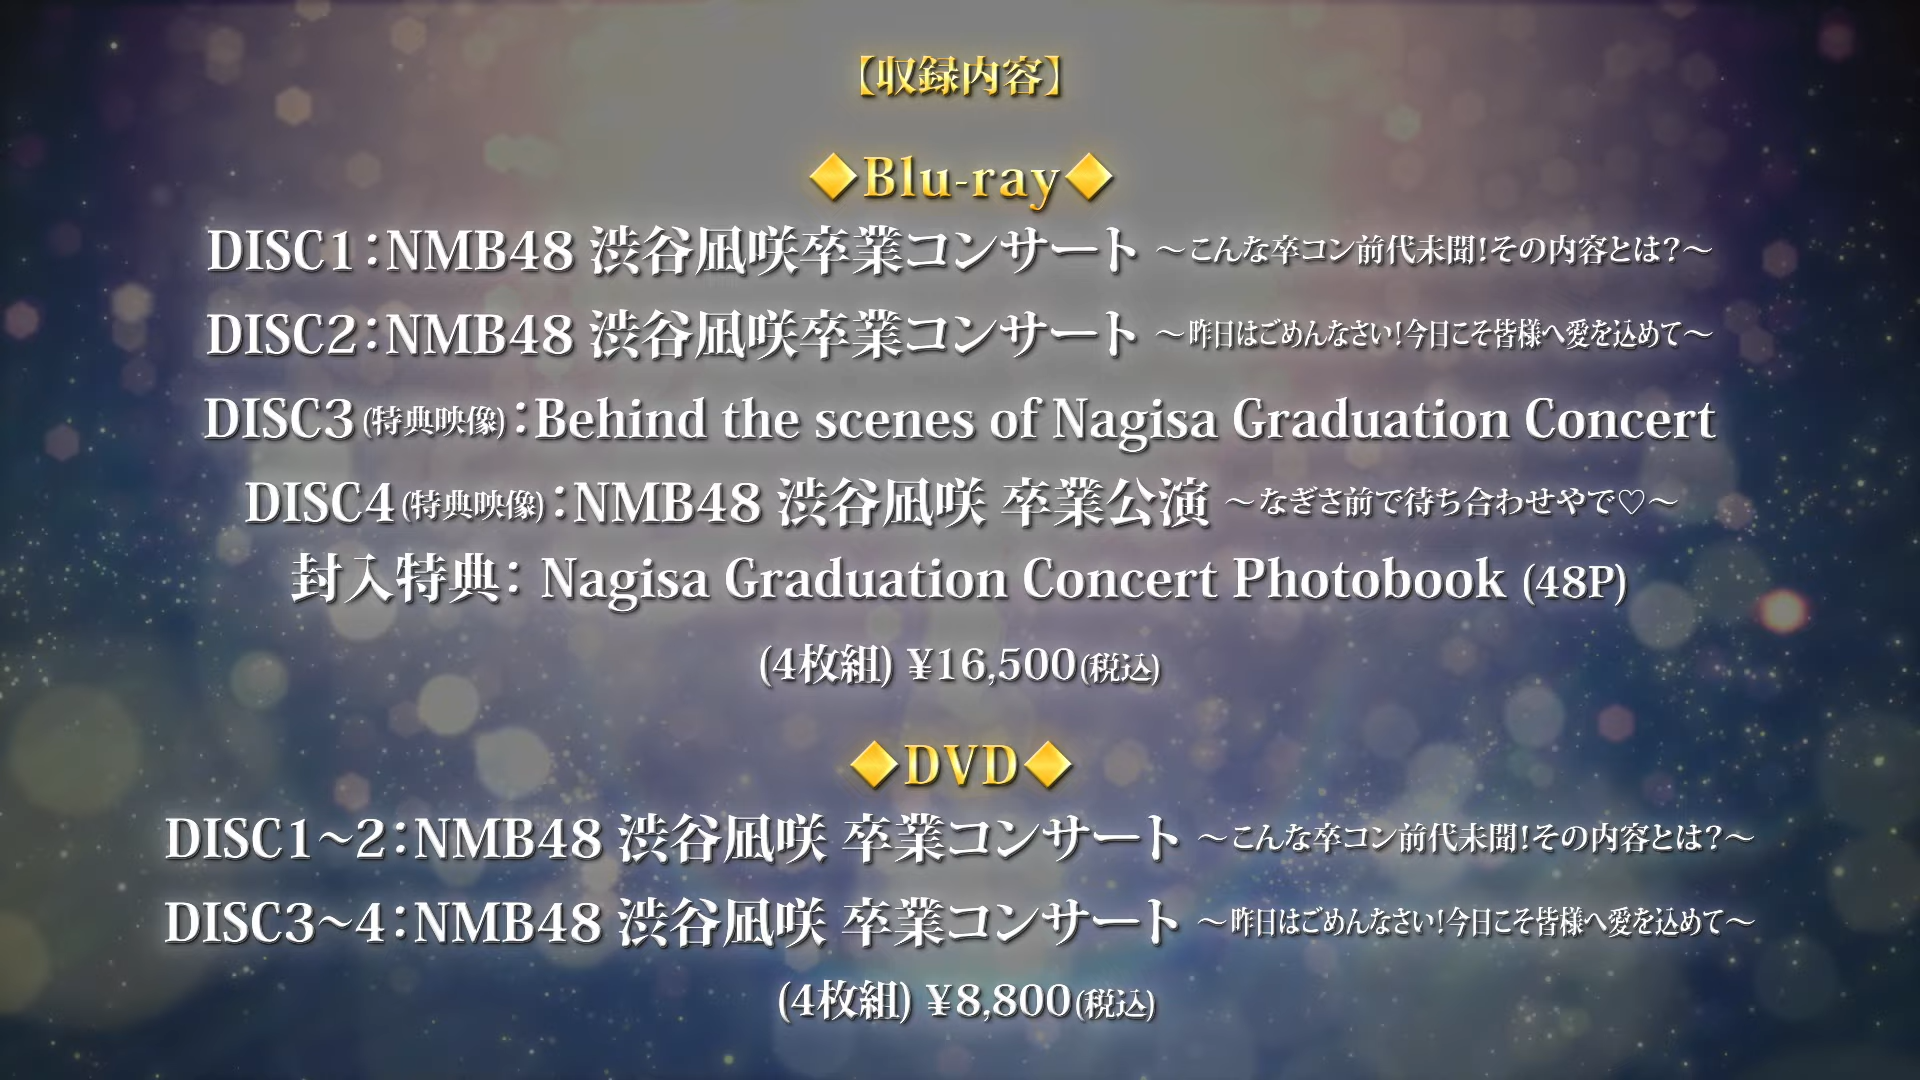 【収録内容】
◆Blu-ray◆
DISC1：NMB48 渋谷凪咲卒業コンサート ～こんな卒コン前代未聞!その内容とは?～
DISC2：NMB48 渋谷凪咲卒業コンサート ～昨日はごめんなさい!今日こそ皆様へ愛を込めて～
DISC3(特典映像)：Behind the scenes of Nagisa Graduation Concert
DISC4(特典映像)：NMB48 渋谷凪咲 卒業公演 ～なぎさ前で待ち合わせやで♡～
封入特典： Nagisa Graduation Concert Photobook (48P)
(4枚組) ¥16,500(税込)
◆DVD◆
DISC1~2：NMB48 渋谷凪咲 卒業コンサート ～こんな卒コン前代未聞!その内容とは?～
DISC3~4：NMB48 渋谷凪咲 卒業コンサート ～昨日はごめんなさい!今日こそ皆様へ愛を込めて～
(4枚組) ¥8,800(税込)